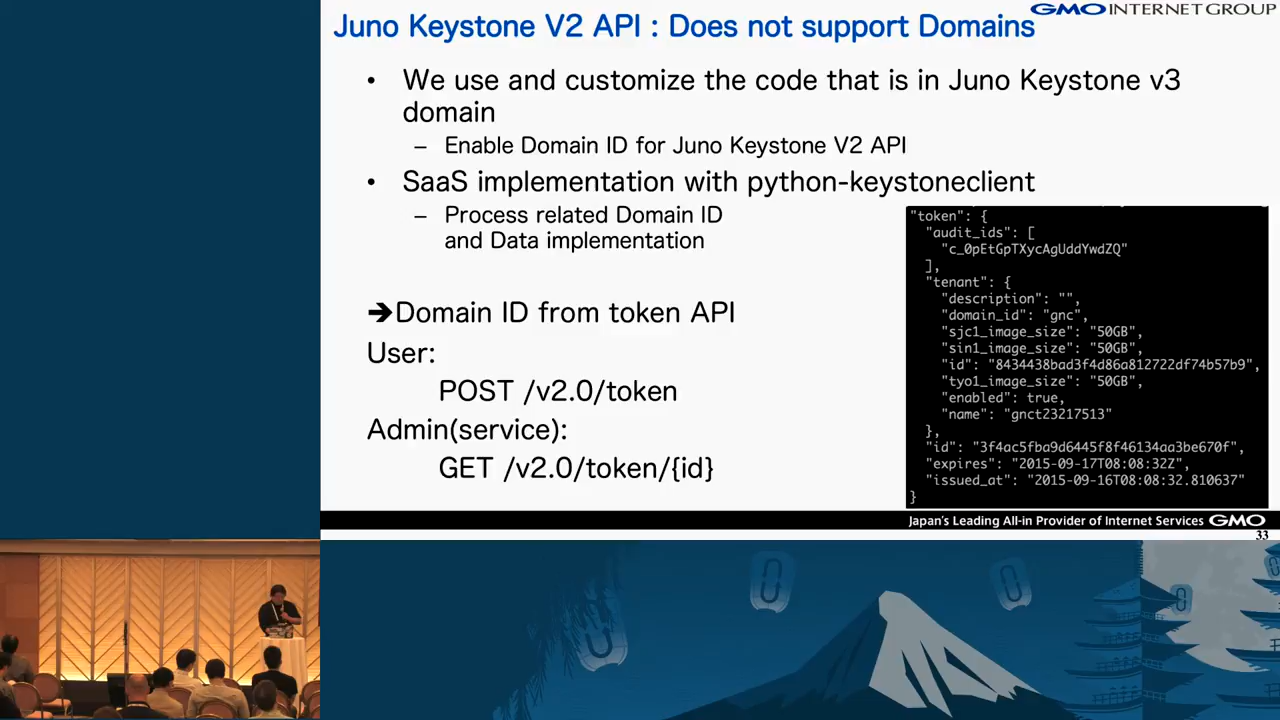 GMO INTERNET GROUP
Juno Keystone V2 API : Does not support Domains
• We use and customize the code that is in Juno Keystone v3
domain
– Enable Domain ID for Juno Keystone V2 API
• SaaS implementation with python-keystoneclient
– Process related Domain ID
and Data implementation
➔Domain ID from token API
User:
POST /v2.0/token
Admin(service):
GET /v2.0/token/{id}
"token": {
"audit_ids": [
"c_0pEtGpTXycAgUddYwdZQ"
],
"tenant": {
"description": "",
"domain_id": "gnc",
"sjc1_image_size": "50GB",
"sin1_image_size": "50GB",
"id": "8434438bad3f4d86a812722df74b57b9",
"tyo1_image_size": "50GB",
"enabled": true,
"name": "gnct23217513"
},
"id": "3f4ac5fba9d6445f8f46134aa3be670f",
"expires": "2015-09-17T08:08:32Z",
"issued_at": "2015-09-16T08:08:32.810637"
}
Japan's Leading All-in Provider of Internet Services GMO
33